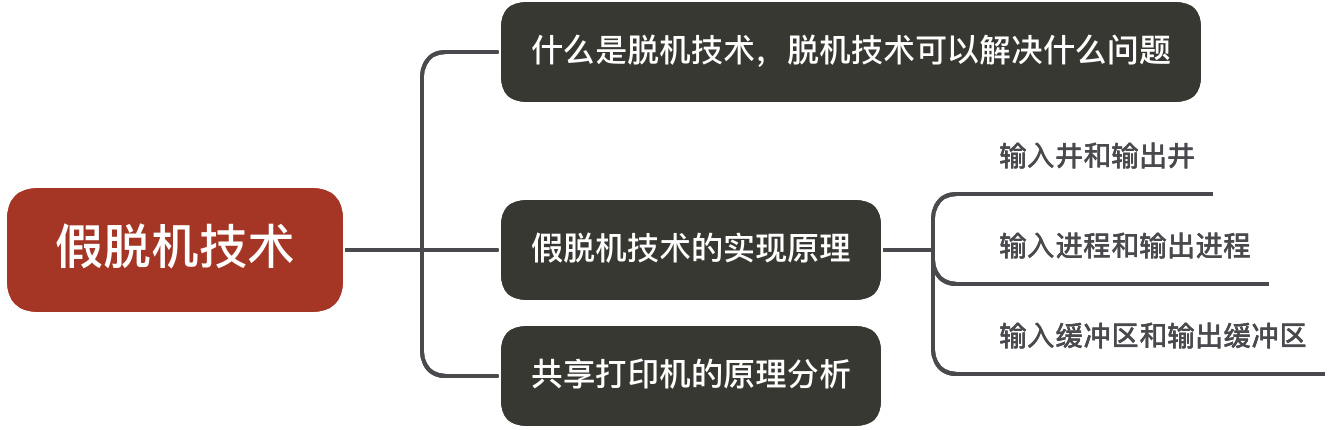 假脱机技术
什么是脱机技术，脱机技术可以解决什么问题
假脱机技术的实现原理
输入井和输出井
输入进程和输出进程
输入缓冲区和输出缓冲区
共享打印机的原理分析